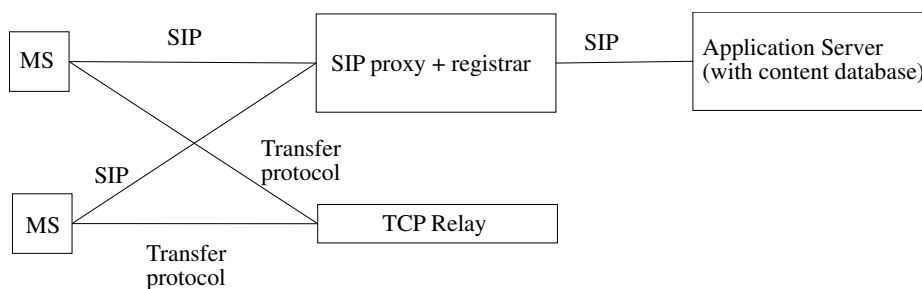 SIP
SIP
MS
SIP proxy + registrar
Application Server
(with content database)
Transfer
protocol
SIP
MS
TCP Relay
Transfer
protocol